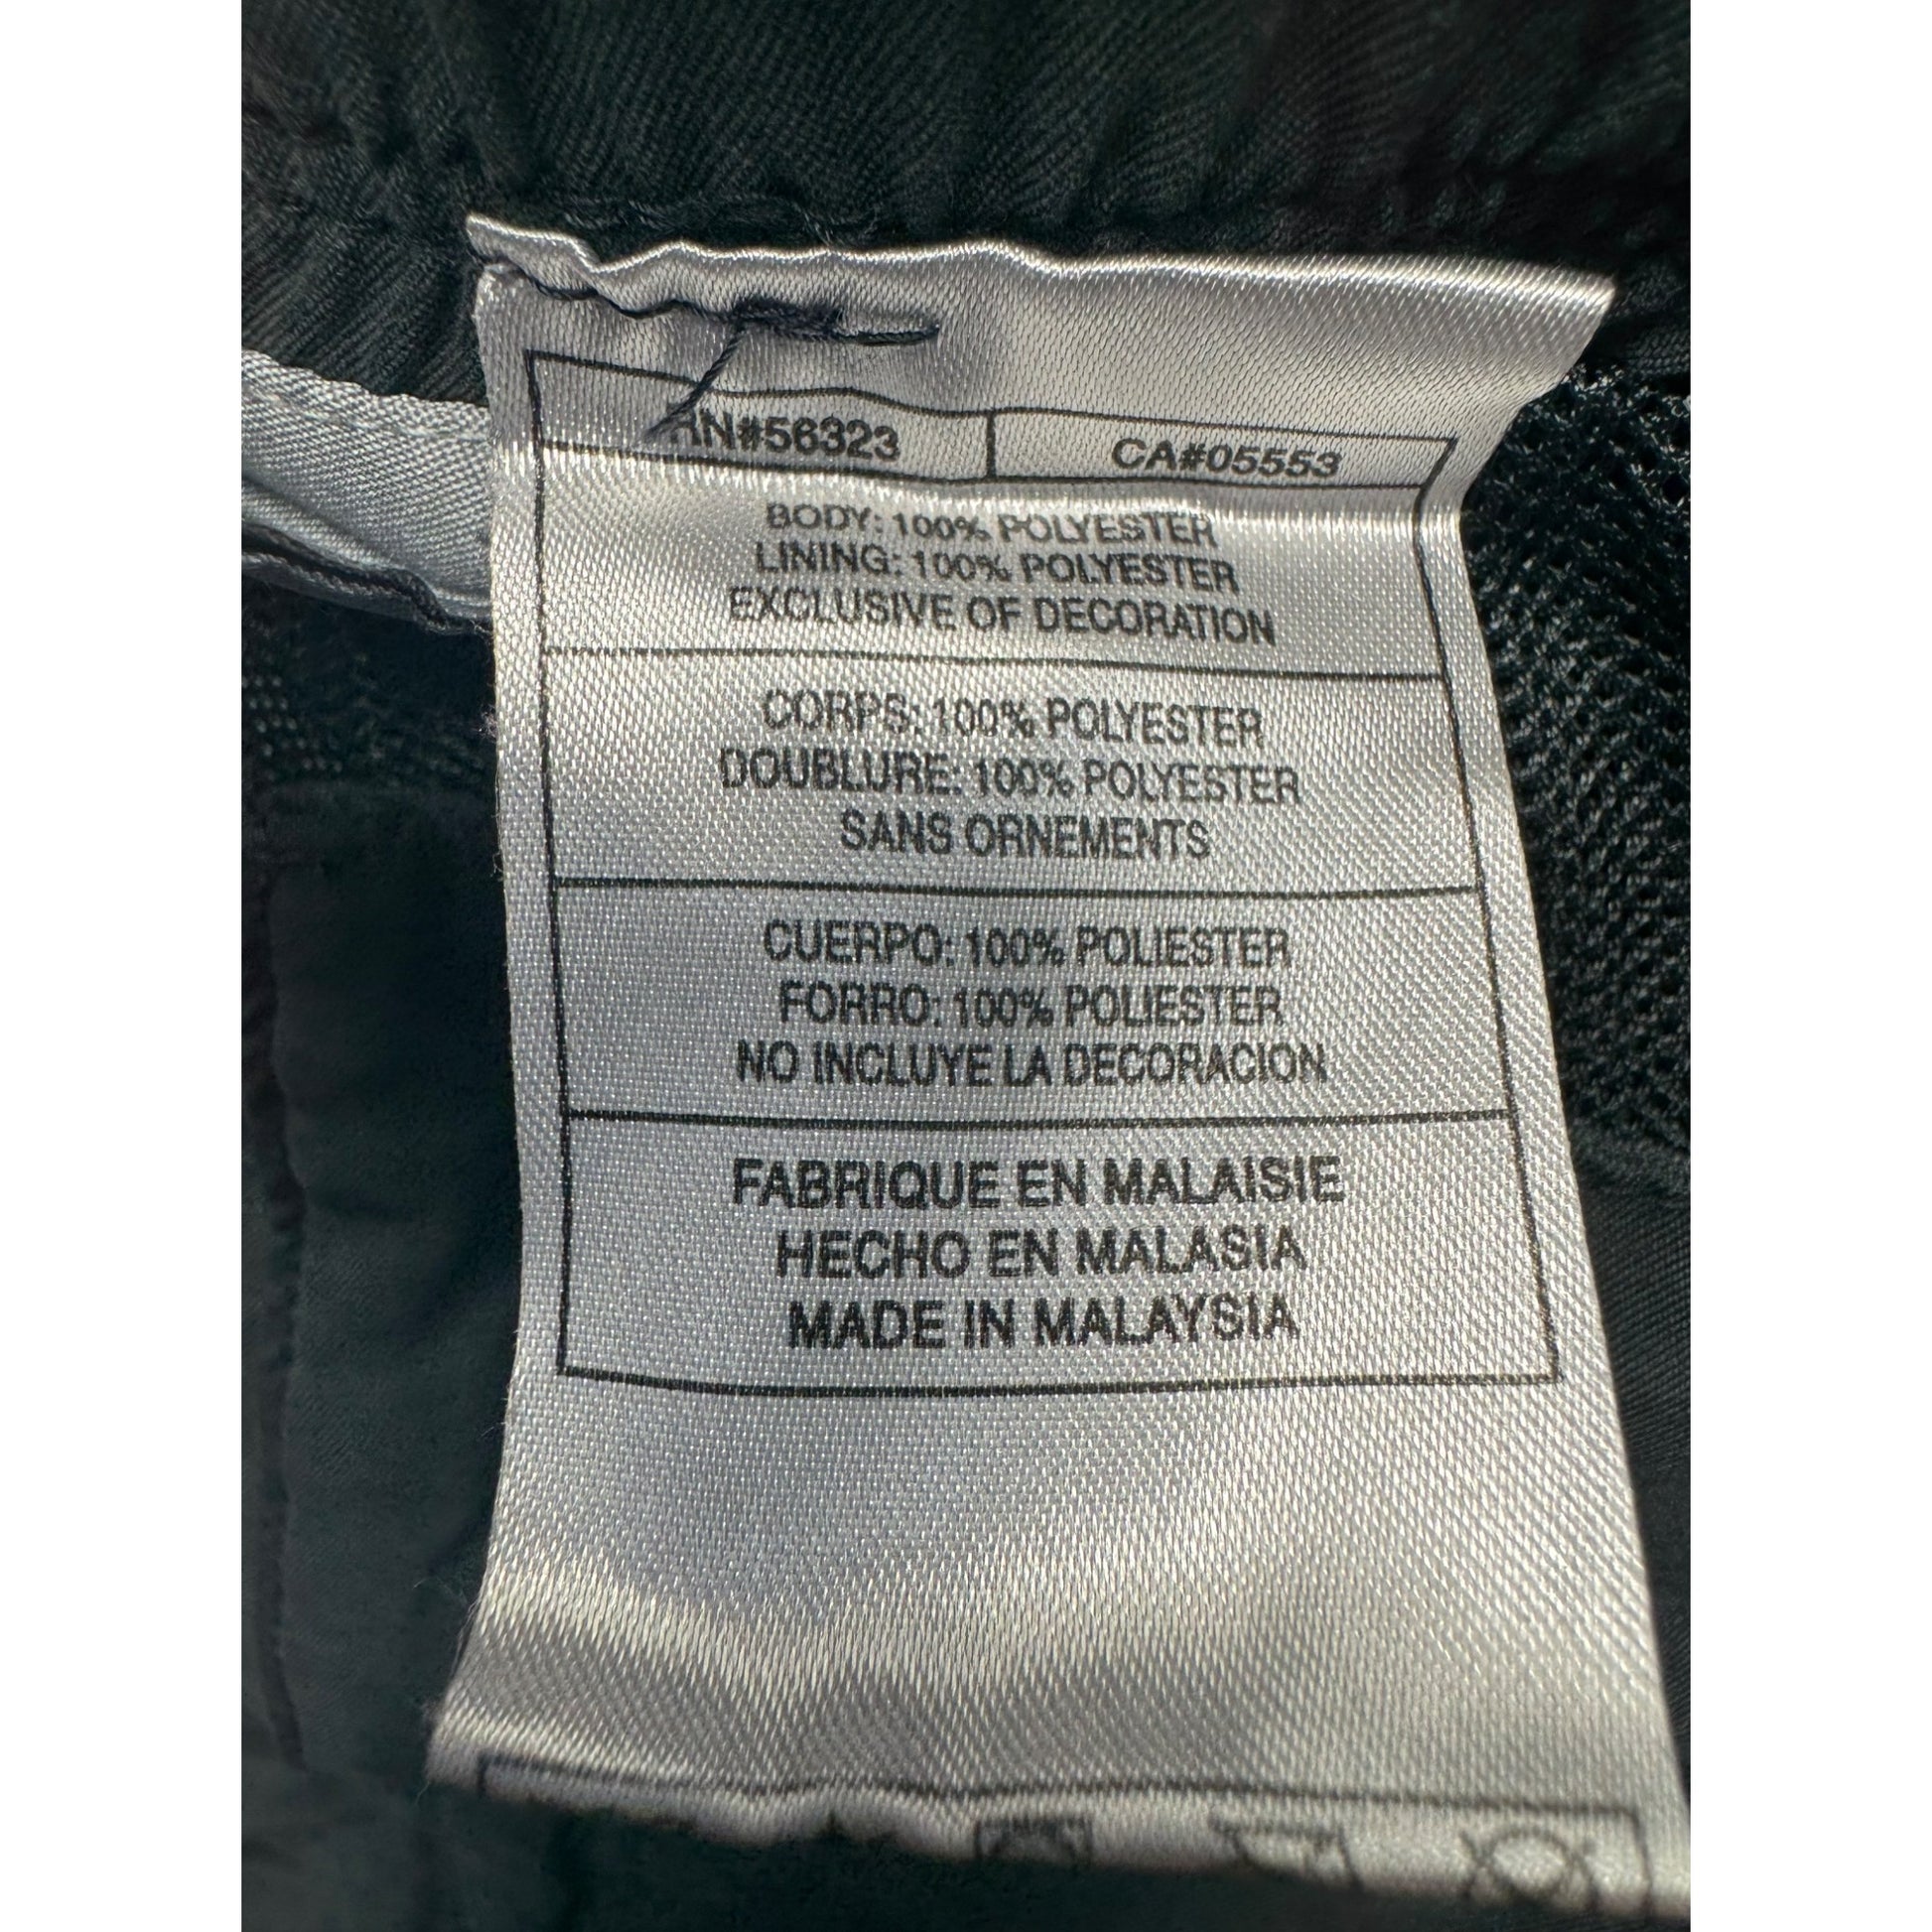 RN#56323 CA#05553
BODY: 100% POLYESTER
LINING: 100% POLYESTER
EXCLUSIVE OF DECORATION
CORPS: 100% POLYESTER
DOUBLURE: 100% POLYESTER
SANS ORNEMENTS
CUERPO: 100% POLIESTER
FORRO: 100% POLIESTER
NO INCLUYE LA DECORACION
FABRIQUE EN MALAISIE
HECHO EN MALASIA
MADE IN MALAYSIA